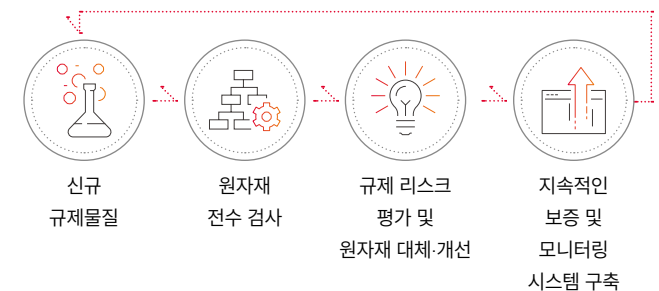 신규
규제물질
원자재
전수 검사
규제 리스크
평가 및
원자재 대체·개선
지속적인
보증 및
모니터링
시스템 구축